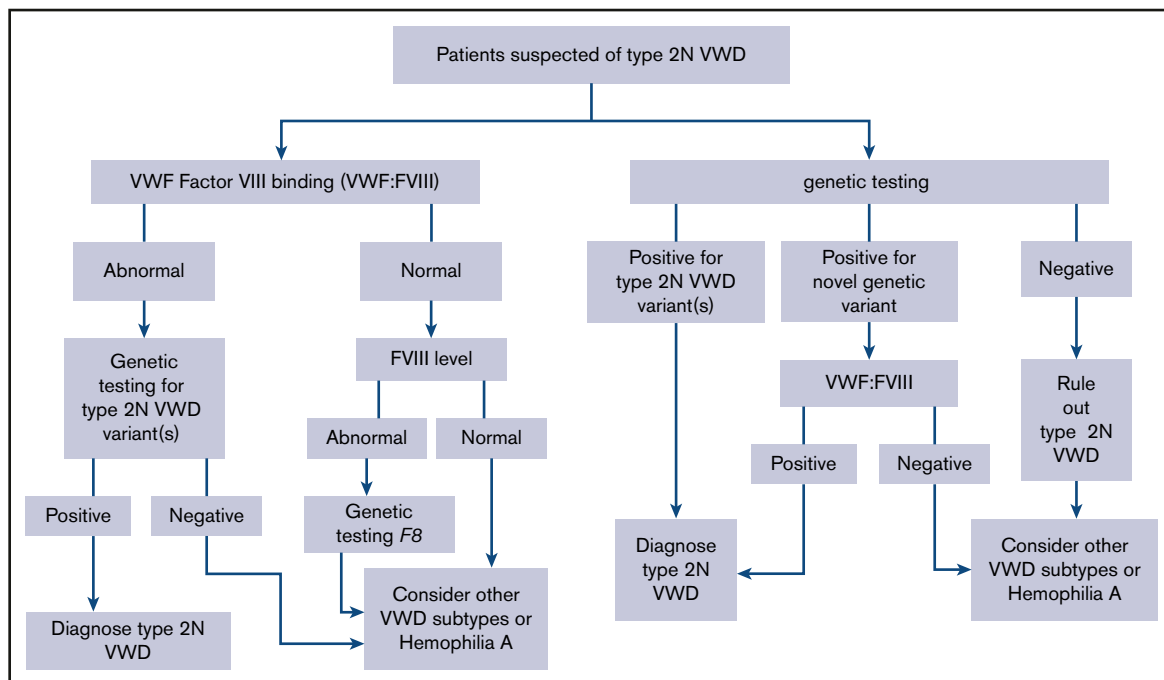 Patients suspected of type 2N VWD
VWF Factor VIII binding (VWF:FVIII)
genetic testing
Abnormal
Normal
Positive for
type 2N VWD
variant(s)
Positive for
novel genetic
variant
Negative
Genetic
testing for
type 2N VWD
variant(s)
FVIII level
VWF:FVIII
Rule
out
type 2N
VWD
Abnormal
Normal
Positive
Negative
Positive
Negative
Genetic
testing F8
Diagnose
type 2N
VWD
Consider other
VWD subtypes or
Hemophilia A
Diagnose type 2N
VWD
Consider other
VWD subtypes or
Hemophilia A